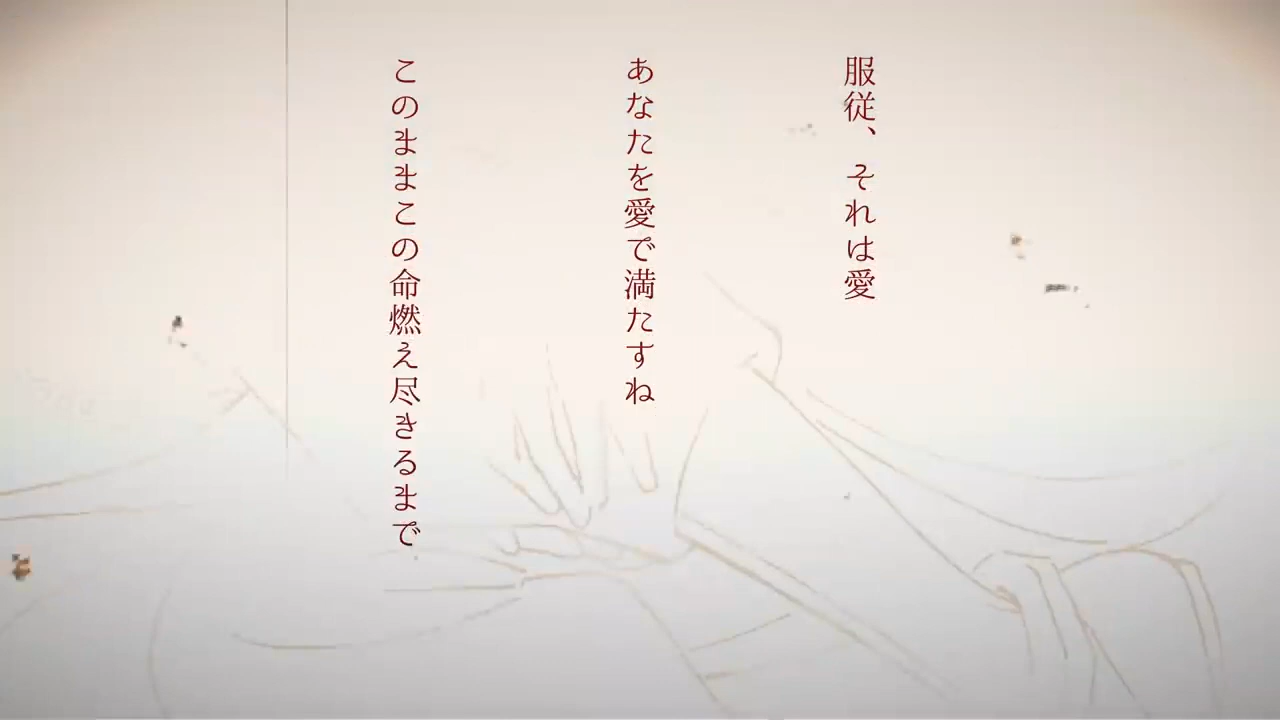 服従、それは愛
あなたを愛で満たすね
このままこの命燃え尽きるまで